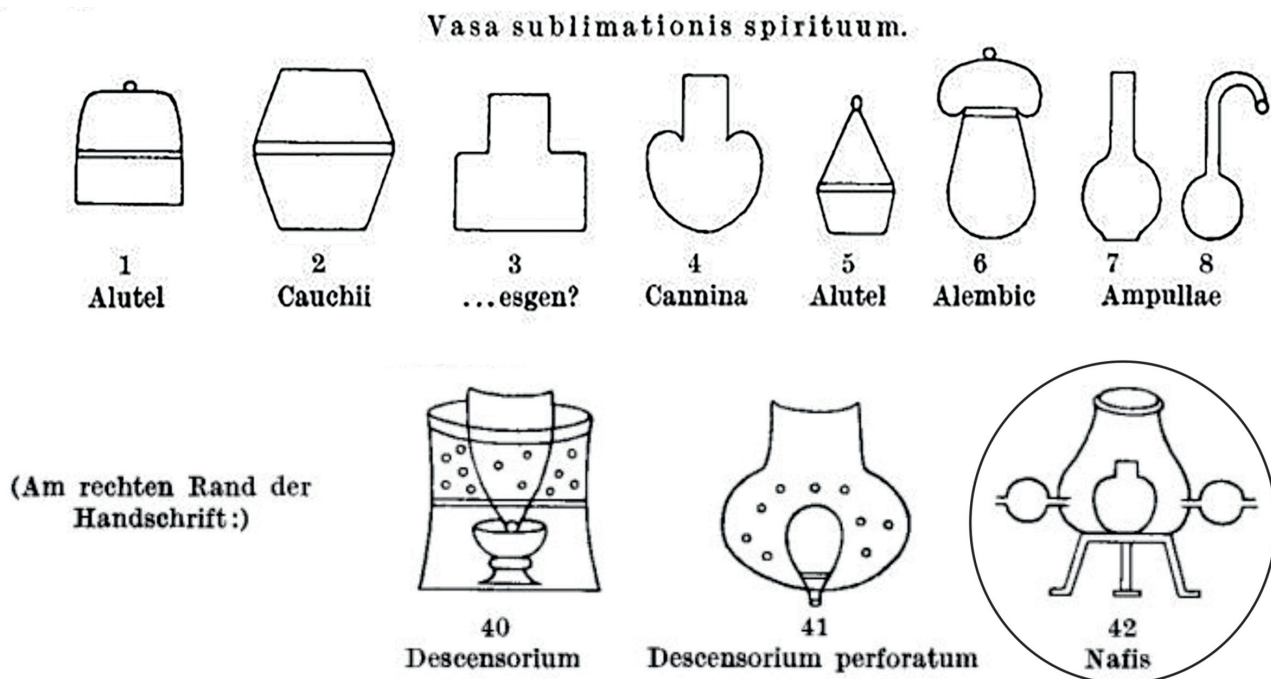 Vasa sublimationis spirituum.
1 2 3 4 5 6 7 8
Alutel Cauchii ...esgen? Cannina Alutel Alembic Ampullae
(Am rechten Rand der
Handschrift:)
40 41 42
Descensorium Descensorium perforatum Nafis